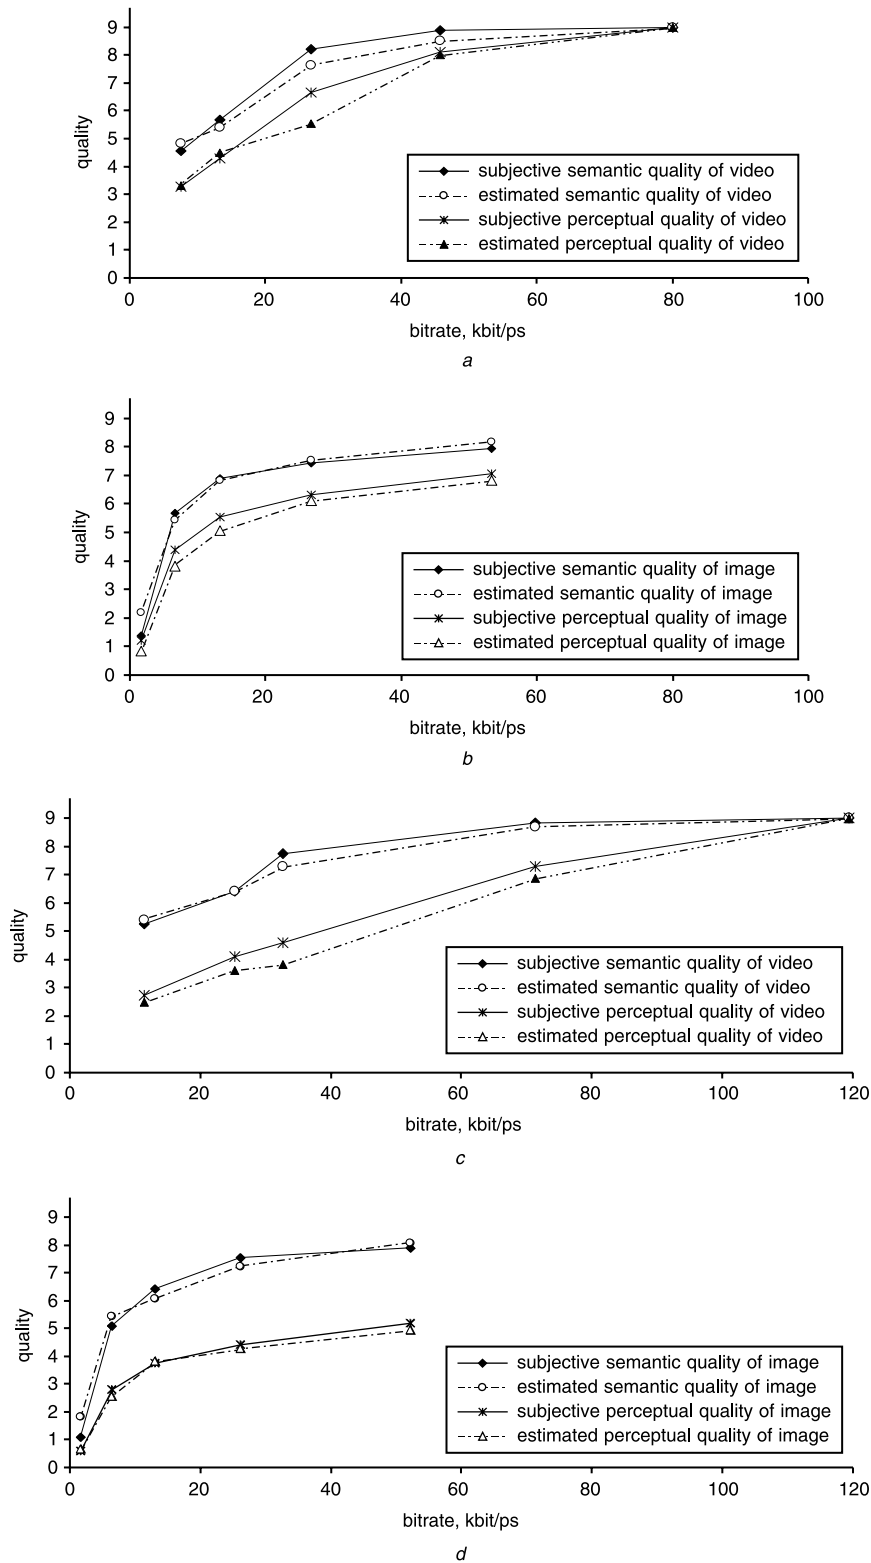 9
8
7
6
5
4
3
2
1
0
quality
subjective semantic quality of video
estimated semantic quality of video
subjective perceptual quality of video
estimated perceptual quality of video
0 20 40 60 80 100
bitrate, kbit/ps
a
9
8
7
6
5
4
3
2
1
0
quality
subjective semantic quality of image
estimated semantic quality of image
subjective perceptual quality of image
estimated perceptual quality of image
0 20 40 60 80 100
bitrate, kbit/ps
b
9
8
7
6
5
4
3
2
1
0
quality
subjective semantic quality of video
estimated semantic quality of video
subjective perceptual quality of video
estimated perceptual quality of video
0 20 40 60 80 100 120
bitrate, kbit/ps
c
9
8
7
6
5
4
3
2
1
0
quality
subjective semantic quality of image
estimated semantic quality of image
subjective perceptual quality of image
estimated perceptual quality of image
0 20 40 60 80 100 120
bitrate, kbit/ps
d